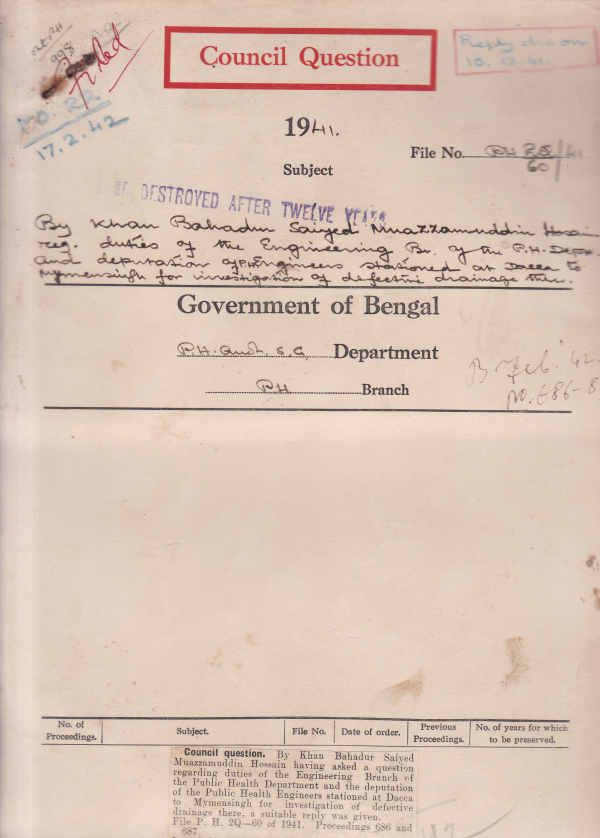 Filed
Council Question
Reply due on
10.12.41.
No. 22
17.2.42
1941.
File No. PH 2Q/41
60
Subject
BE DESTROYED AFTER TWELVE YEARS
By Khan Bahadur Saiyed Muazzamuddin Hosain
reg. duties of the Engineering Br. of the P.H. Dept.
and deputation of P.H. Engineers stationed at Dacca to
Mymensingh for investigation of defective drainage there.
Government of Bengal
P.H. and L.S.G. Department
PH Branch
B Feb. 42.
No. 686-8
No. of Proceedings. Subject. File No. Date of order. Previous Proceedings. No. of years for which to be preserved.
Council question. By Khan Bahadur Saiyed
Muazzamuddin Hossain having asked a question
regarding duties of the Engineering Branch of
the Public Health Department and the deputation
of the Public Health Engineers stationed at Dacca
to Mymensingh for investigation of defective
drainage there, a suitable reply was given.
File P. H. 2Q—60 of 1941. Proceedings 686 and
687.